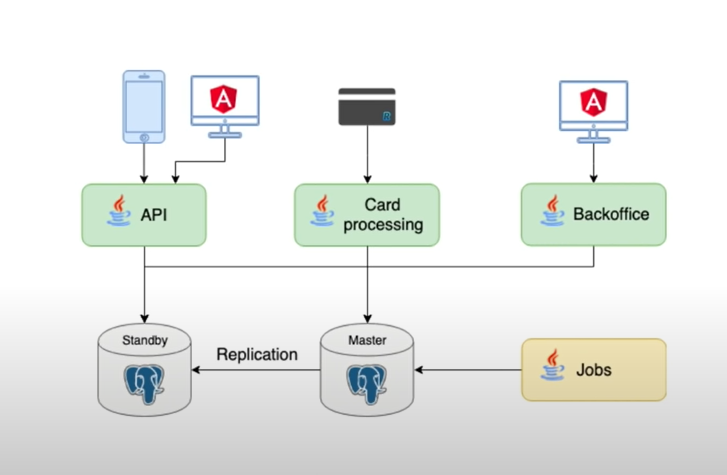 A
A
R
API
Card
processing
Backoffice
Standby
Replication
Master
Jobs